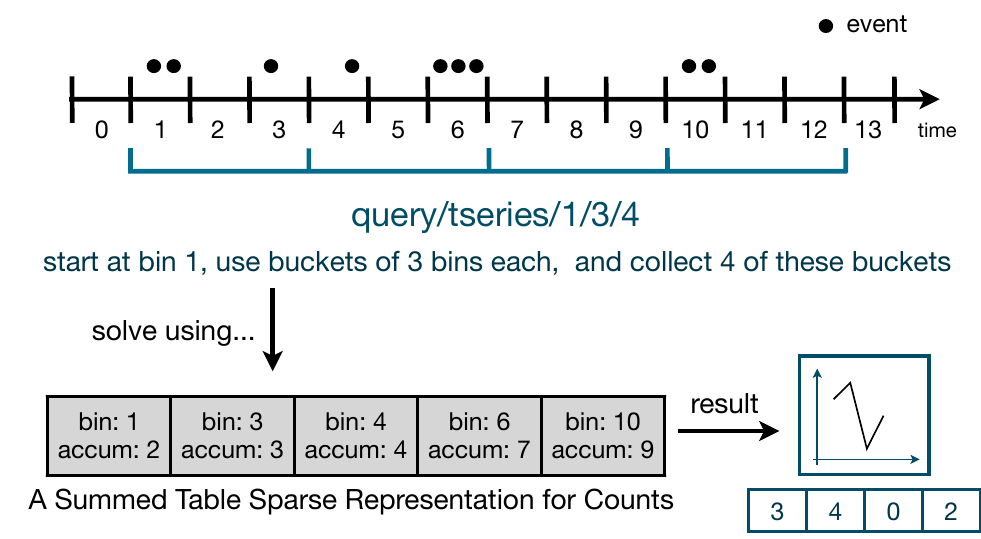 event
0 1 2 3 4 5 6 7 8 9 10 11 12 13 time
query/tseries/1/3/4
start at bin 1, use buckets of 3 bins each, and collect 4 of these buckets
solve using...
bin: 1 bin: 3 bin: 4 bin: 6 bin: 10
accum: 2 accum: 3 accum: 4 accum: 7 accum: 9
result
A Summed Table Sparse Representation for Counts
3 4 0 2